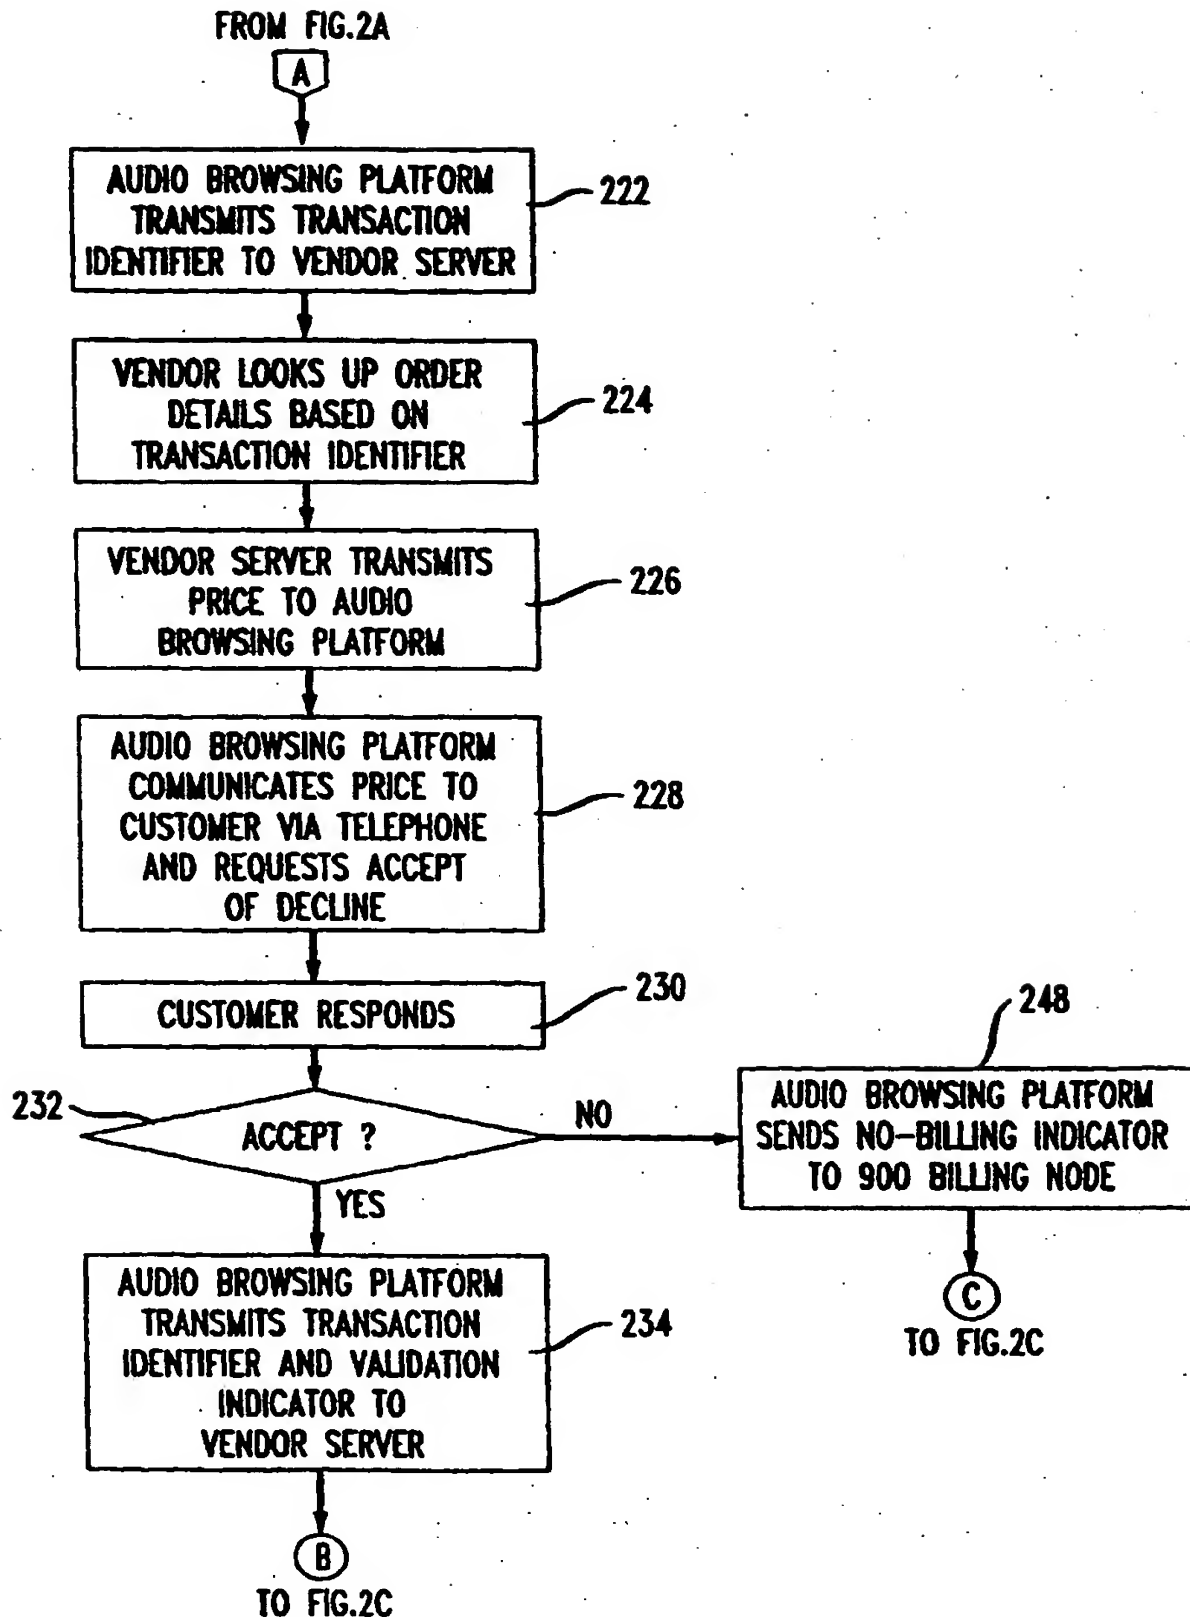 FROM FIG.2A
A
AUDIO BROWSING PLATFORM
TRANSMITS TRANSACTION
IDENTIFIER TO VENDOR SERVER
222
VENDOR LOOKS UP ORDER
DETAILS BASED ON
TRANSACTION IDENTIFIER
224
VENDOR SERVER TRANSMITS
PRICE TO AUDIO
BROWSING PLATFORM
226
AUDIO BROWSING PLATFORM
COMMUNICATES PRICE TO
CUSTOMER VIA TELEPHONE
AND REQUESTS ACCEPT
OF DECLINE
228
CUSTOMER RESPONDS
230
232
ACCEPT ?
NO
YES
248
AUDIO BROWSING PLATFORM
SENDS NO-BILLING INDICATOR
TO 900 BILLING NODE
C
TO FIG.2C
AUDIO BROWSING PLATFORM
TRANSMITS TRANSACTION
IDENTIFIER AND VALIDATION
INDICATOR TO
VENDOR SERVER
234
B
TO FIG.2C